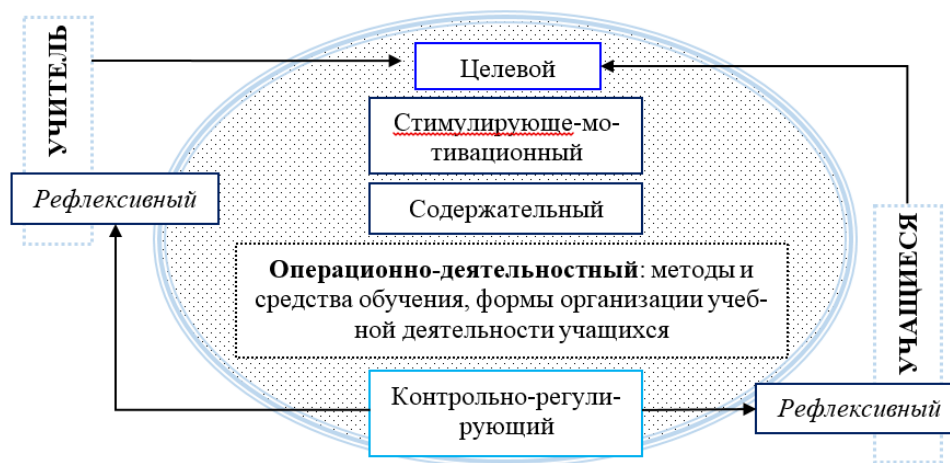 УЧИТЕЛЬ
Целевой
Стимулирующе-мо-
тивационный
Рефлексивный
Содержательный
Операционно-деятельностный: методы и
средства обучения, формы организации учеб-
ной деятельности учащихся
УЧАЩИЕСЯ
Контрольно-регули-
рующий
Рефлексивный